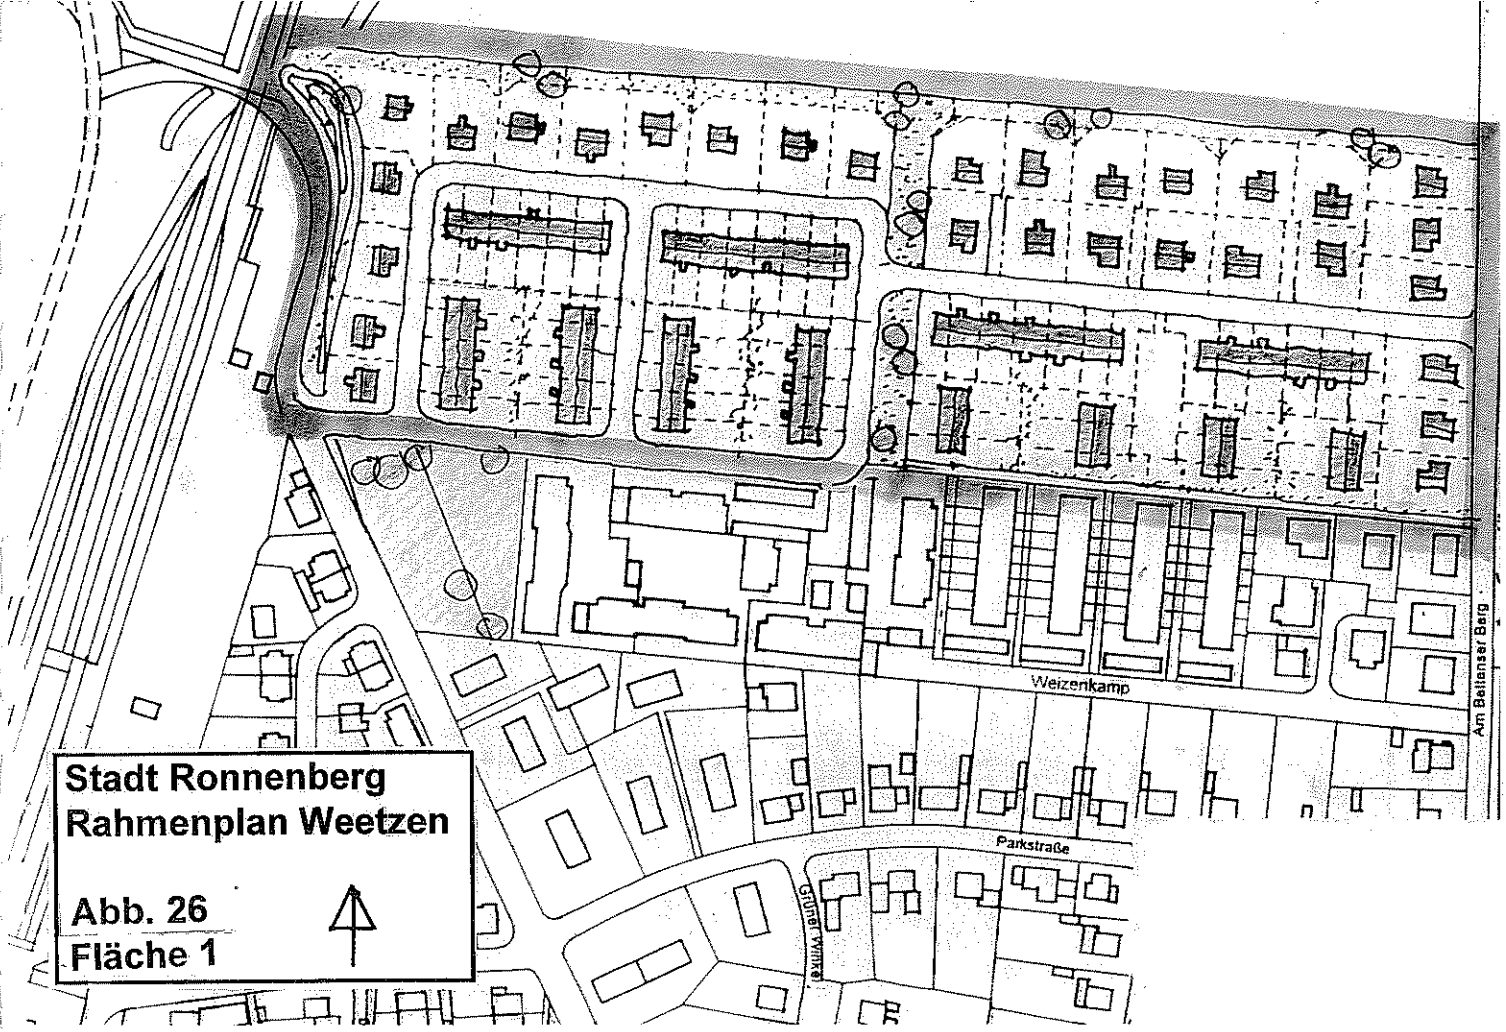 Am Bettenser Berg
Weizenkamp
Stadt Ronnenberg
Rahmenplan Weetzen
Parkstraße
Abb. 26
Grüner Winkel
Fläche 1